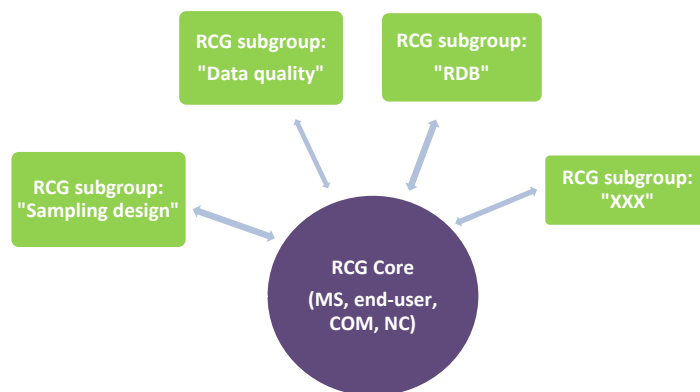 RCG subgroup:
"Data quality"
RCG subgroup:
"RDB"
RCG subgroup:
"Sampling design"
RCG subgroup:
"XXX"
RCG Core
(MS, end-user,
COM, NC)